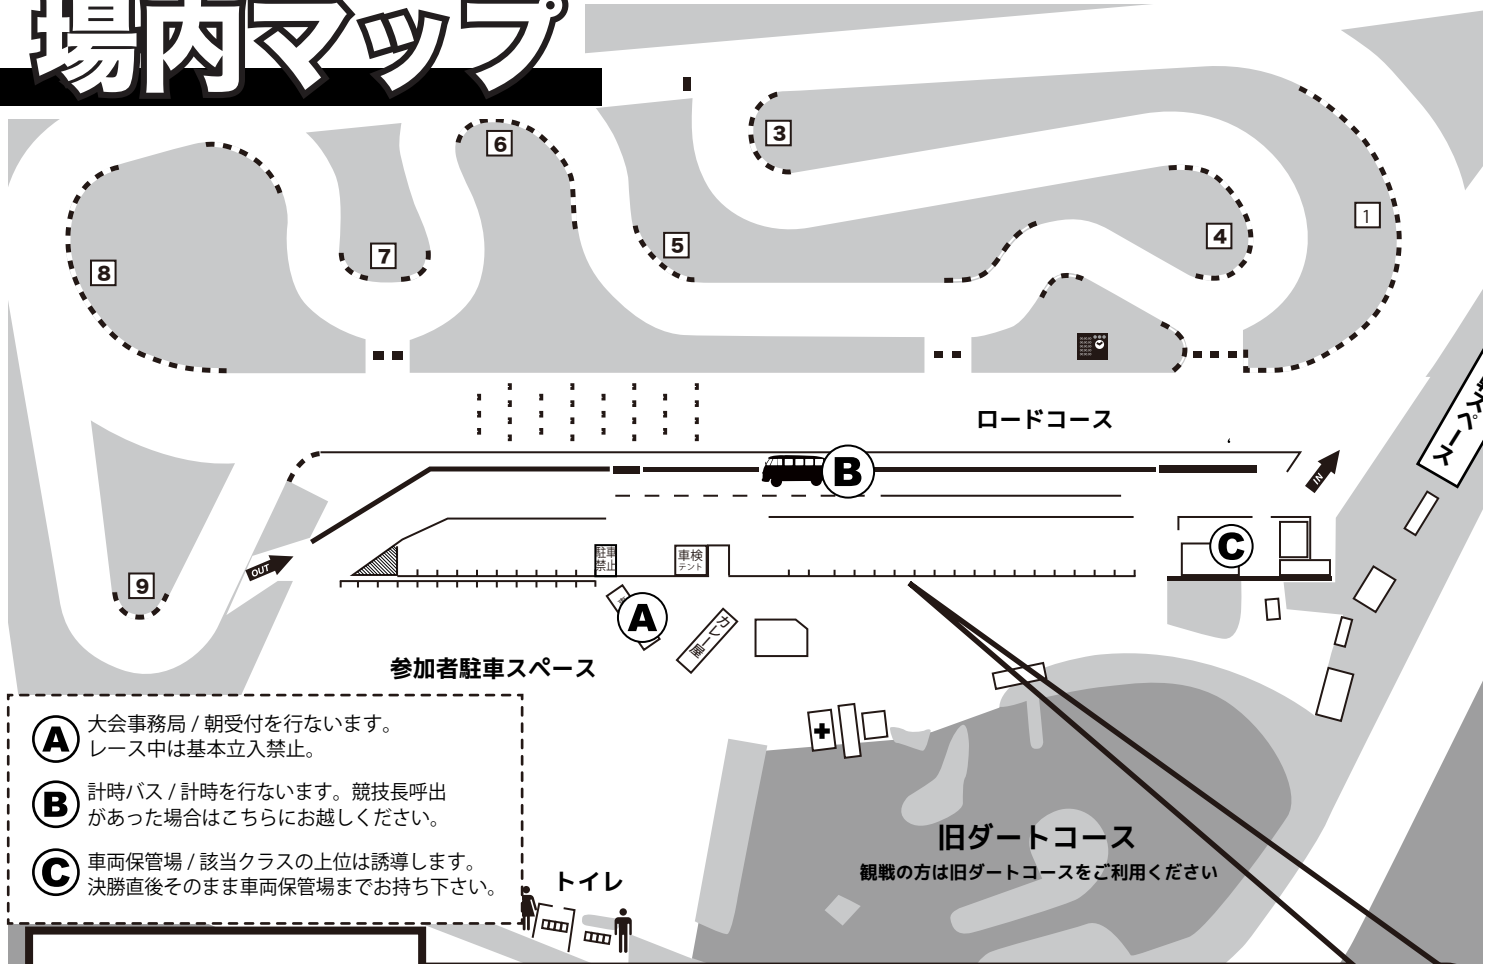 場内マップ
3
6
1
4
5
7
8
ロードコース
スペース
B
IN
C
駐車
禁止
車検
テント
OUT
9
A
カレー屋
参加者駐車スペース
A 大会事務局 / 朝受付を行ないます。
レース中は基本立入禁止。
B 計時バス / 計時を行ないます。競技長呼出
があった場合はこちらにお越しください。
C 車両保管場 / 該当クラスの上位は誘導します。
決勝直後そのまま車両保管場までお持ち下さい。
旧ダートコース
観戦の方は旧ダートコースをご利用ください
トイレ